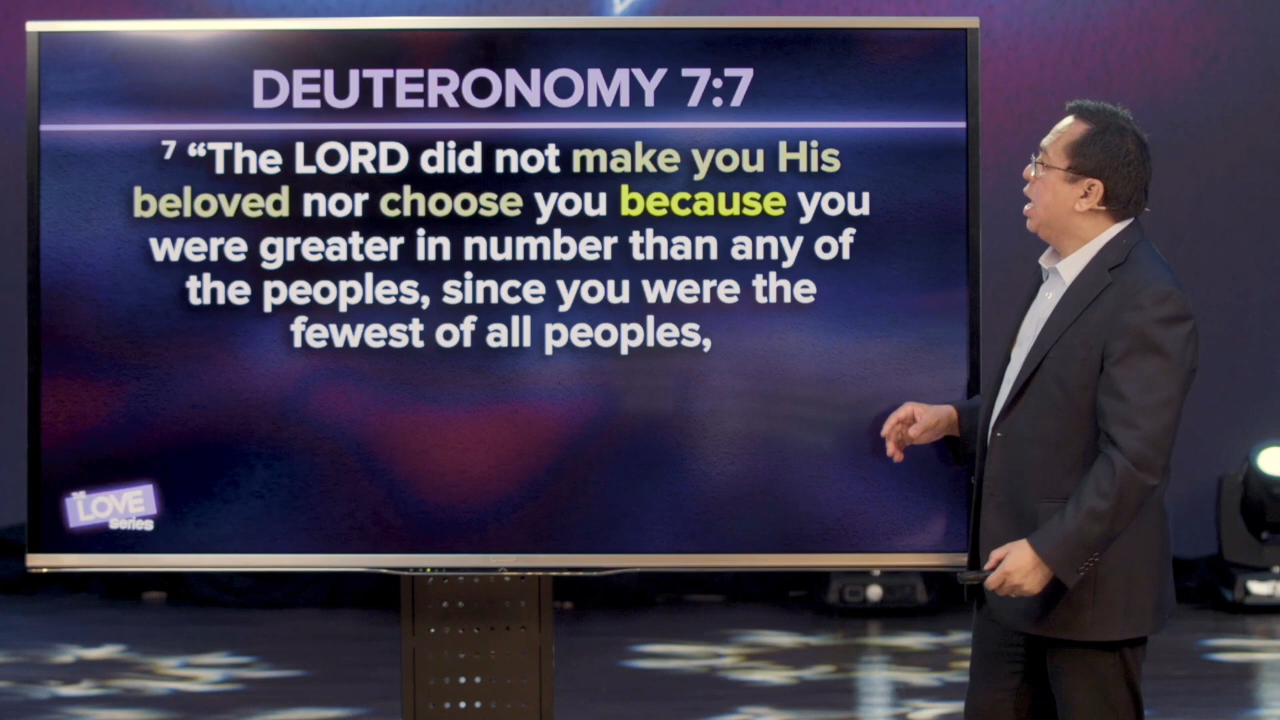 DEUTERONOMY 7:7
7 “The LORD did not make you His
beloved nor choose you because you
were greater in number than any of
the peoples, since you were the
fewest of all peoples,
THE
LOVE
series